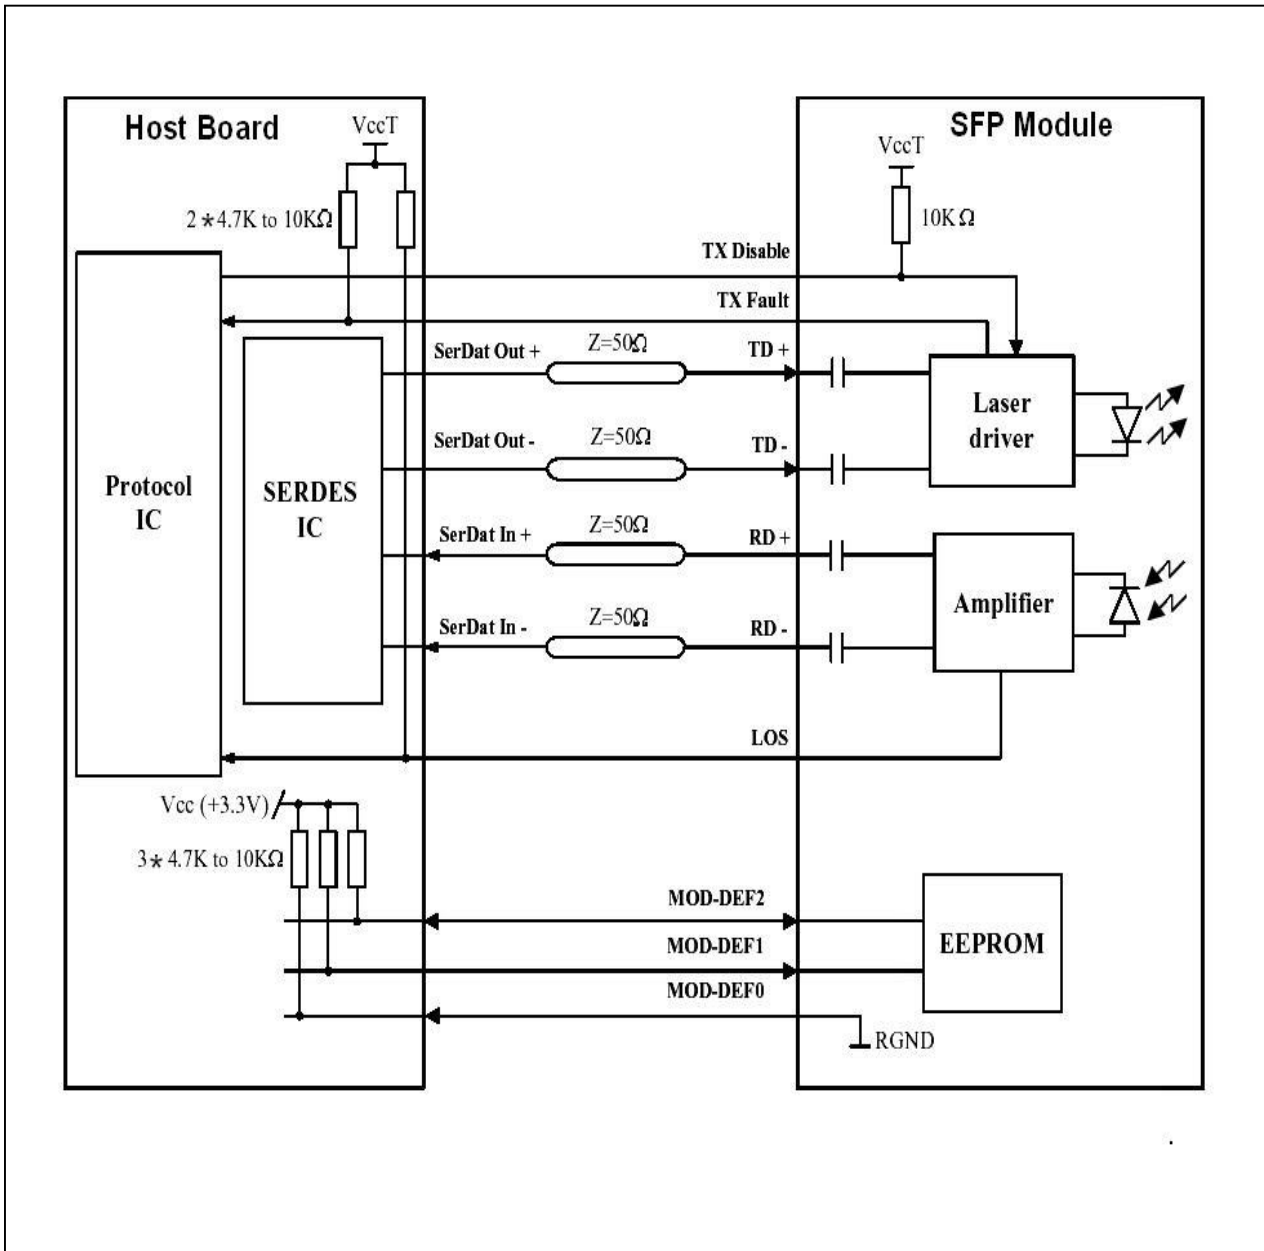 Host Board
SFP Module
VccT
VccT
2*4.7K to 10KΩ
10KΩ
TX Disable
TX Fault
SerDat Out +
Z=50Ω
TD +
Laser
driver
SerDat Out -
Z=50Ω
TD -
Protocol
IC
SERDES
IC
SerDat In +
Z=50Ω
RD +
Amplifier
SerDat In -
Z=50Ω
RD -
LOS
Vcc (+3.3V)
3* 4.7K to 10KΩ
MOD-DEF2
MOD-DEF1
EEPROM
MOD-DEF0
RGND
.